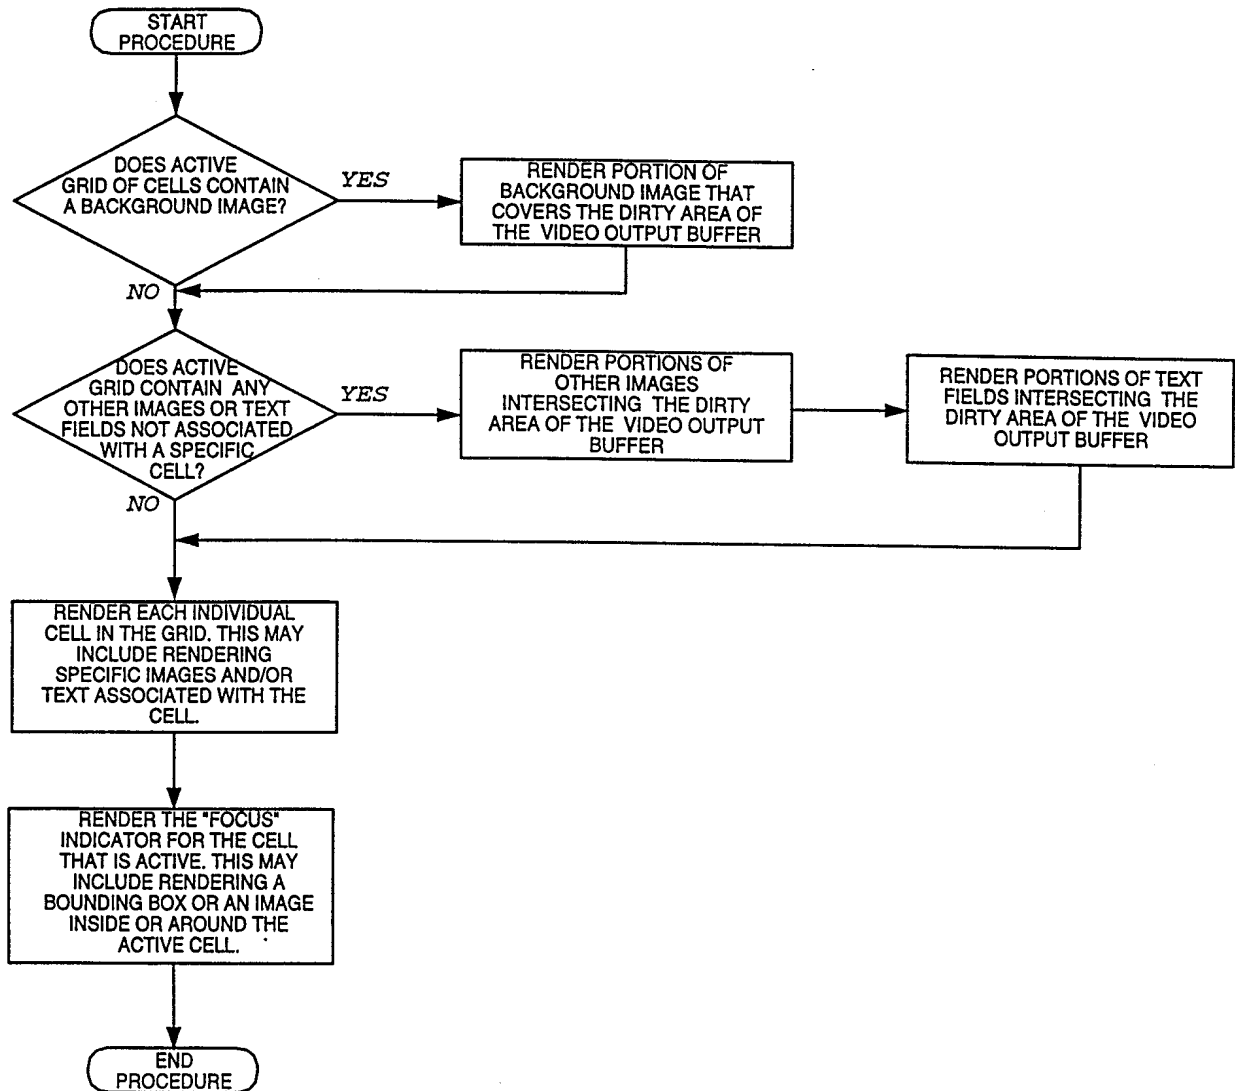 START
PROCEDURE
DOES ACTIVE
GRID OF CELLS CONTAIN
A BACKGROUND IMAGE?
YES
RENDER PORTION OF
BACKGROUND IMAGE THAT
COVERS THE DIRTY AREA OF
THE VIDEO OUTPUT BUFFER
NO
DOES ACTIVE
GRID CONTAIN ANY
OTHER IMAGES OR TEXT
FIELDS NOT ASSOCIATED
WITH A SPECIFIC
CELL?
YES
RENDER PORTIONS OF
OTHER IMAGES
INTERSECTING THE DIRTY
AREA OF THE VIDEO OUTPUT
BUFFER
RENDER PORTIONS OF TEXT
FIELDS INTERSECTING THE
DIRTY AREA OF THE VIDEO
OUTPUT BUFFER
NO
RENDER EACH INDIVIDUAL
CELL IN THE GRID. THIS MAY
INCLUDE RENDERING
SPECIFIC IMAGES AND/OR
TEXT ASSOCIATED WITH THE
CELL.
RENDER THE "FOCUS"
INDICATOR FOR THE CELL
THAT IS ACTIVE. THIS MAY
INCLUDE RENDERING A
BOUNDING BOX OR AN IMAGE
INSIDE OR AROUND THE
ACTIVE CELL.
END
PROCEDURE